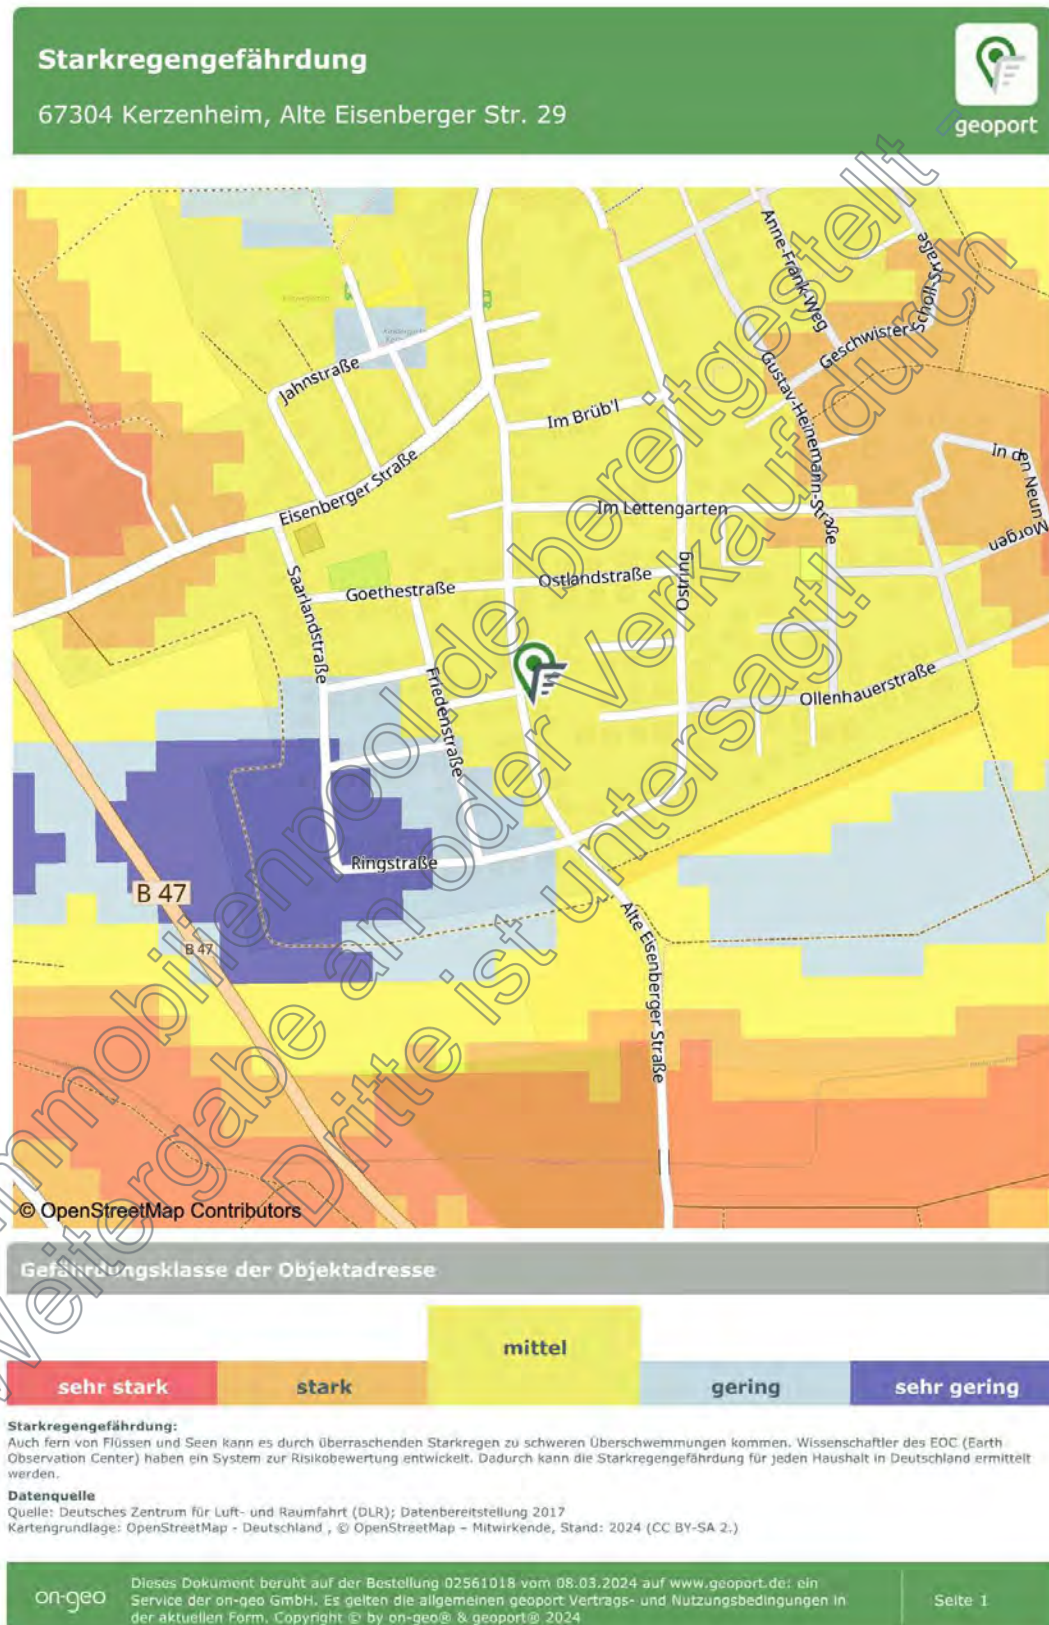 Starkregengefährdung
67304 Kerzenheim, Alte Eisenberger Str. 29
geoport
Anne-Frank-Weg
Geschwister-Scholl-Straße
Jahnstraße
Gustav-Heinemann-Straße
Im Brüb'l
In den Neun Morgen
Eisenberger Straße
Im Lettengarten
Saarlandstraße
Goethestraße
Ostlandstraße
Ostring
Friedenstraße
Ollenhauerstraße
Ringstraße
B 47
B 47
Alte Eisenberger Straße
immobilienpool.de bereitgestellt -
Weitergabe an oder Verkauf durch
Dritte ist untersagt!
© OpenStreetMap Contributors
Gefährdungsklasse der Objektadresse
mittel
sehr stark
stark
gering
sehr gering
Starkregengefährdung:
Auch fern von Flüssen und Seen kann es durch überraschenden Starkregen zu schweren Überschwemmungen kommen. Wissenschaftler des EOC (Earth
Observation Center) haben ein System zur Risikobewertung entwickelt. Dadurch kann die Starkregengefährdung für jeden Haushalt in Deutschland ermittelt
werden.
Datenquelle
Quelle: Deutsches Zentrum für Luft- und Raumfahrt (DLR); Datenbereitstellung 2017
Kartengrundlage: OpenStreetMap - Deutschland , © OpenStreetMap – Mitwirkende, Stand: 2024 (CC BY-SA 2.)
on-geo
Dieses Dokument beruht auf der Bestellung 02561018 vom 08.03.2024 auf www.geoport.de: ein
Service der on-geo GmbH. Es gelten die allgemeinen geoport Vertrags- und Nutzungsbedingungen in
der aktuellen Form. Copyright © by on-geo® & geoport® 2024
Seite 1